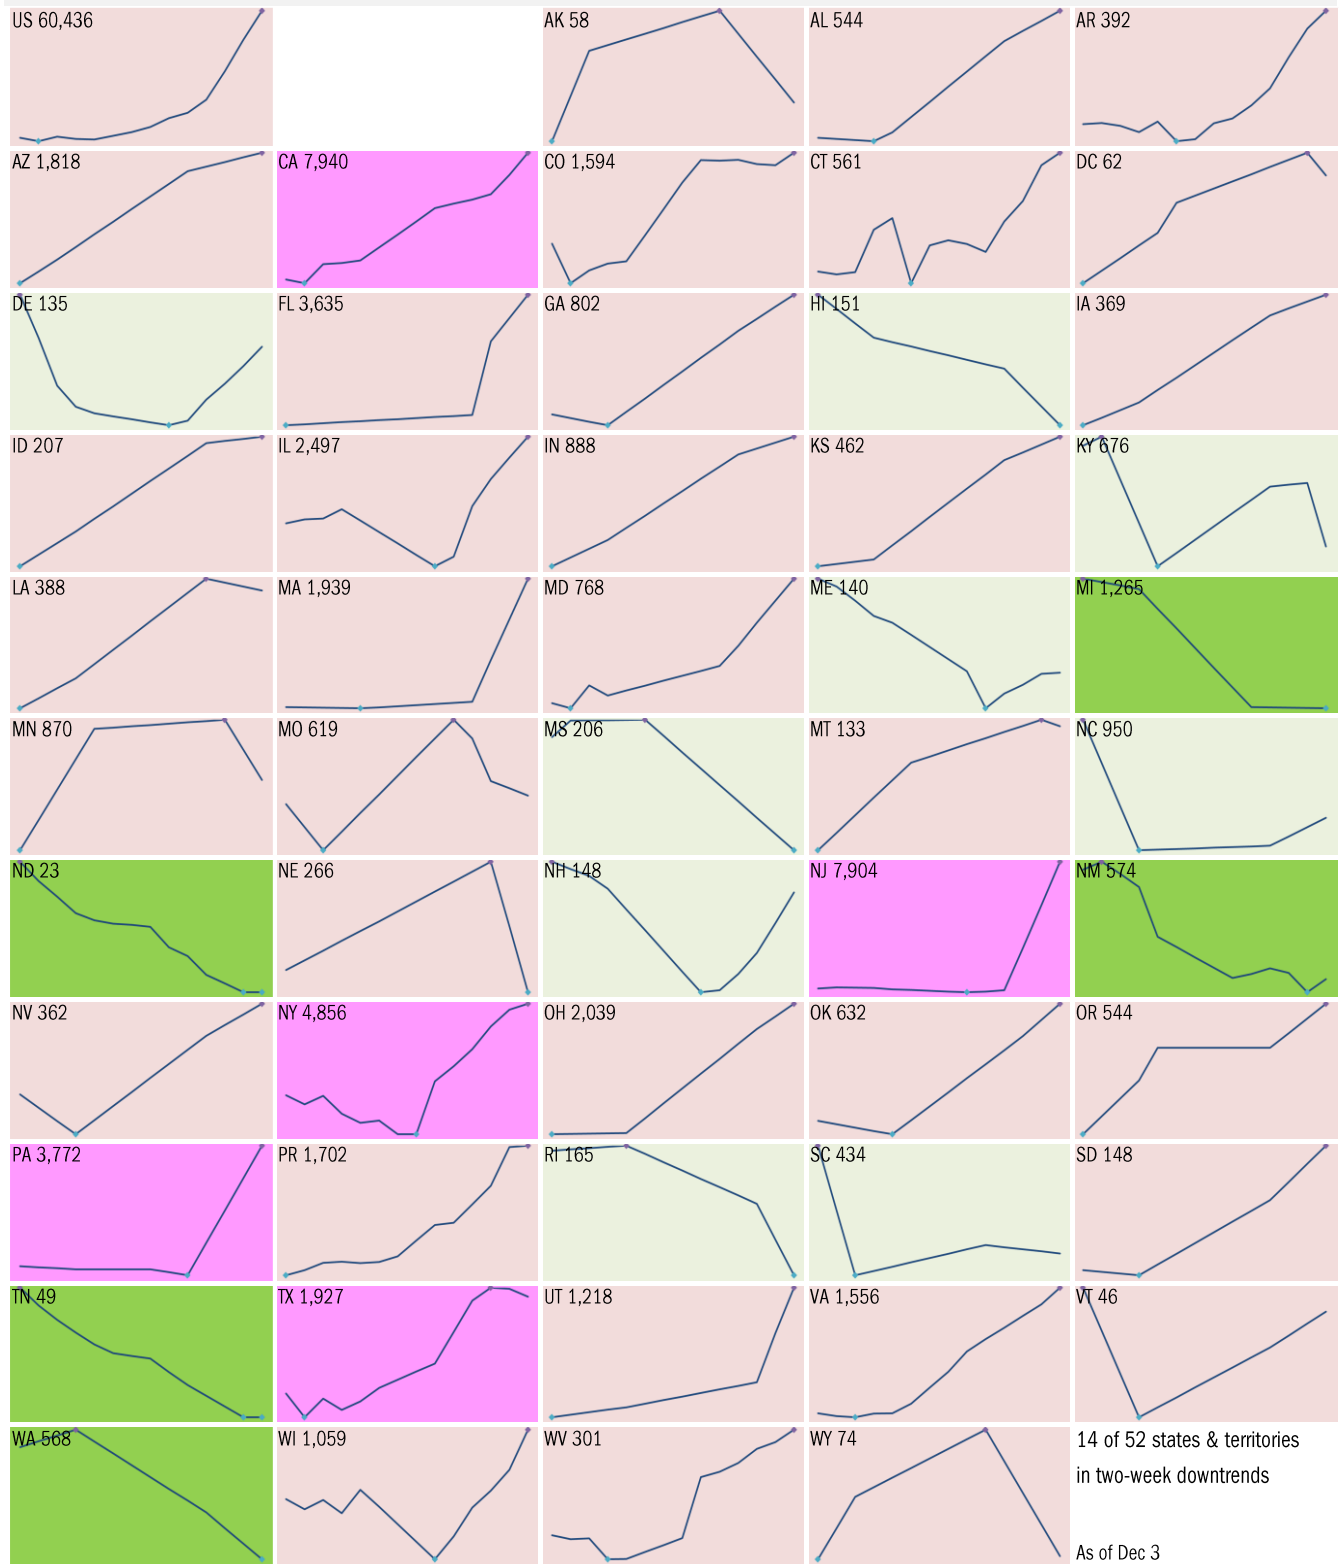 US 60,436
AK 58
AL 544
AR 392
AZ 1,818
CA 7,940
CO 1,594
CT 561
DC 62
DE 135
FL 3,635
GA 802
HI 151
IA 369
ID 207
IL 2,497
IN 888
KS 462
KY 676
LA 388
MA 1,939
MD 768
ME 140
MI 1,265
MN 870
MO 619
MS 206
MT 133
NC 950
ND 23
NE 266
NH 148
NJ 7,904
NM 574
NV 362
NY 4,856
OH 2,039
OK 632
OR 544
PA 3,772
PR 1,702
RI 165
SC 434
SD 148
TN 49
TX 1,927
UT 1,218
VA 1,556
VT 46
WA 568
WI 1,059
WV 301
WY 74
14 of 52 states & territories
in two-week downtrends
As of Dec 3